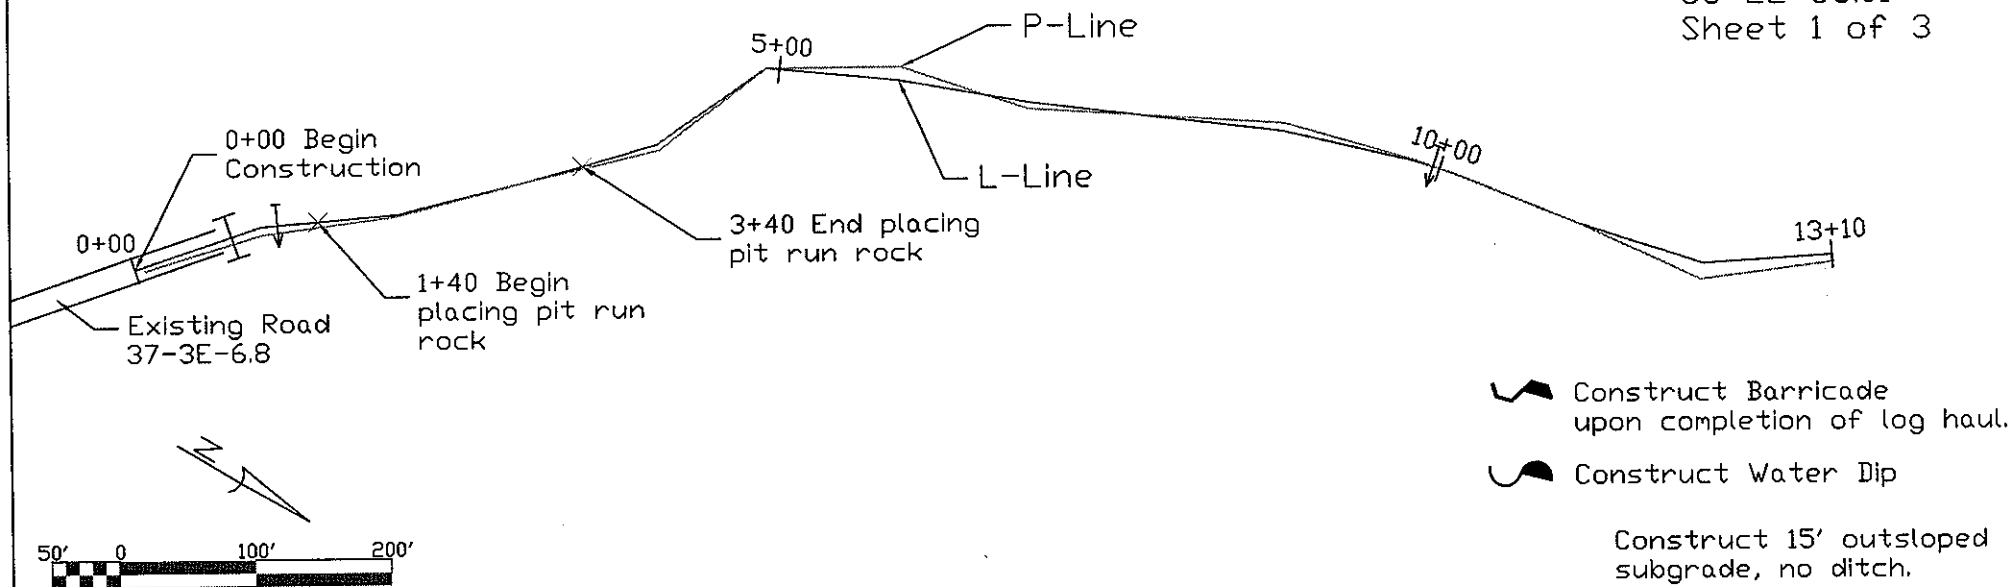 Sheet 1 of 3
P-Line
5+00
0+00 Begin
Construction
10+00
L-Line
3+40 End placing
pit run rock
13+10
0+00
1+40 Begin
placing pit run
rock
Existing Road
37-3E-6.8
Construct Barricade
upon completion of log haul.
N
Construct Water Dip
Construct 15' outsloped
subgrade, no ditch.
50' 0 100' 200'